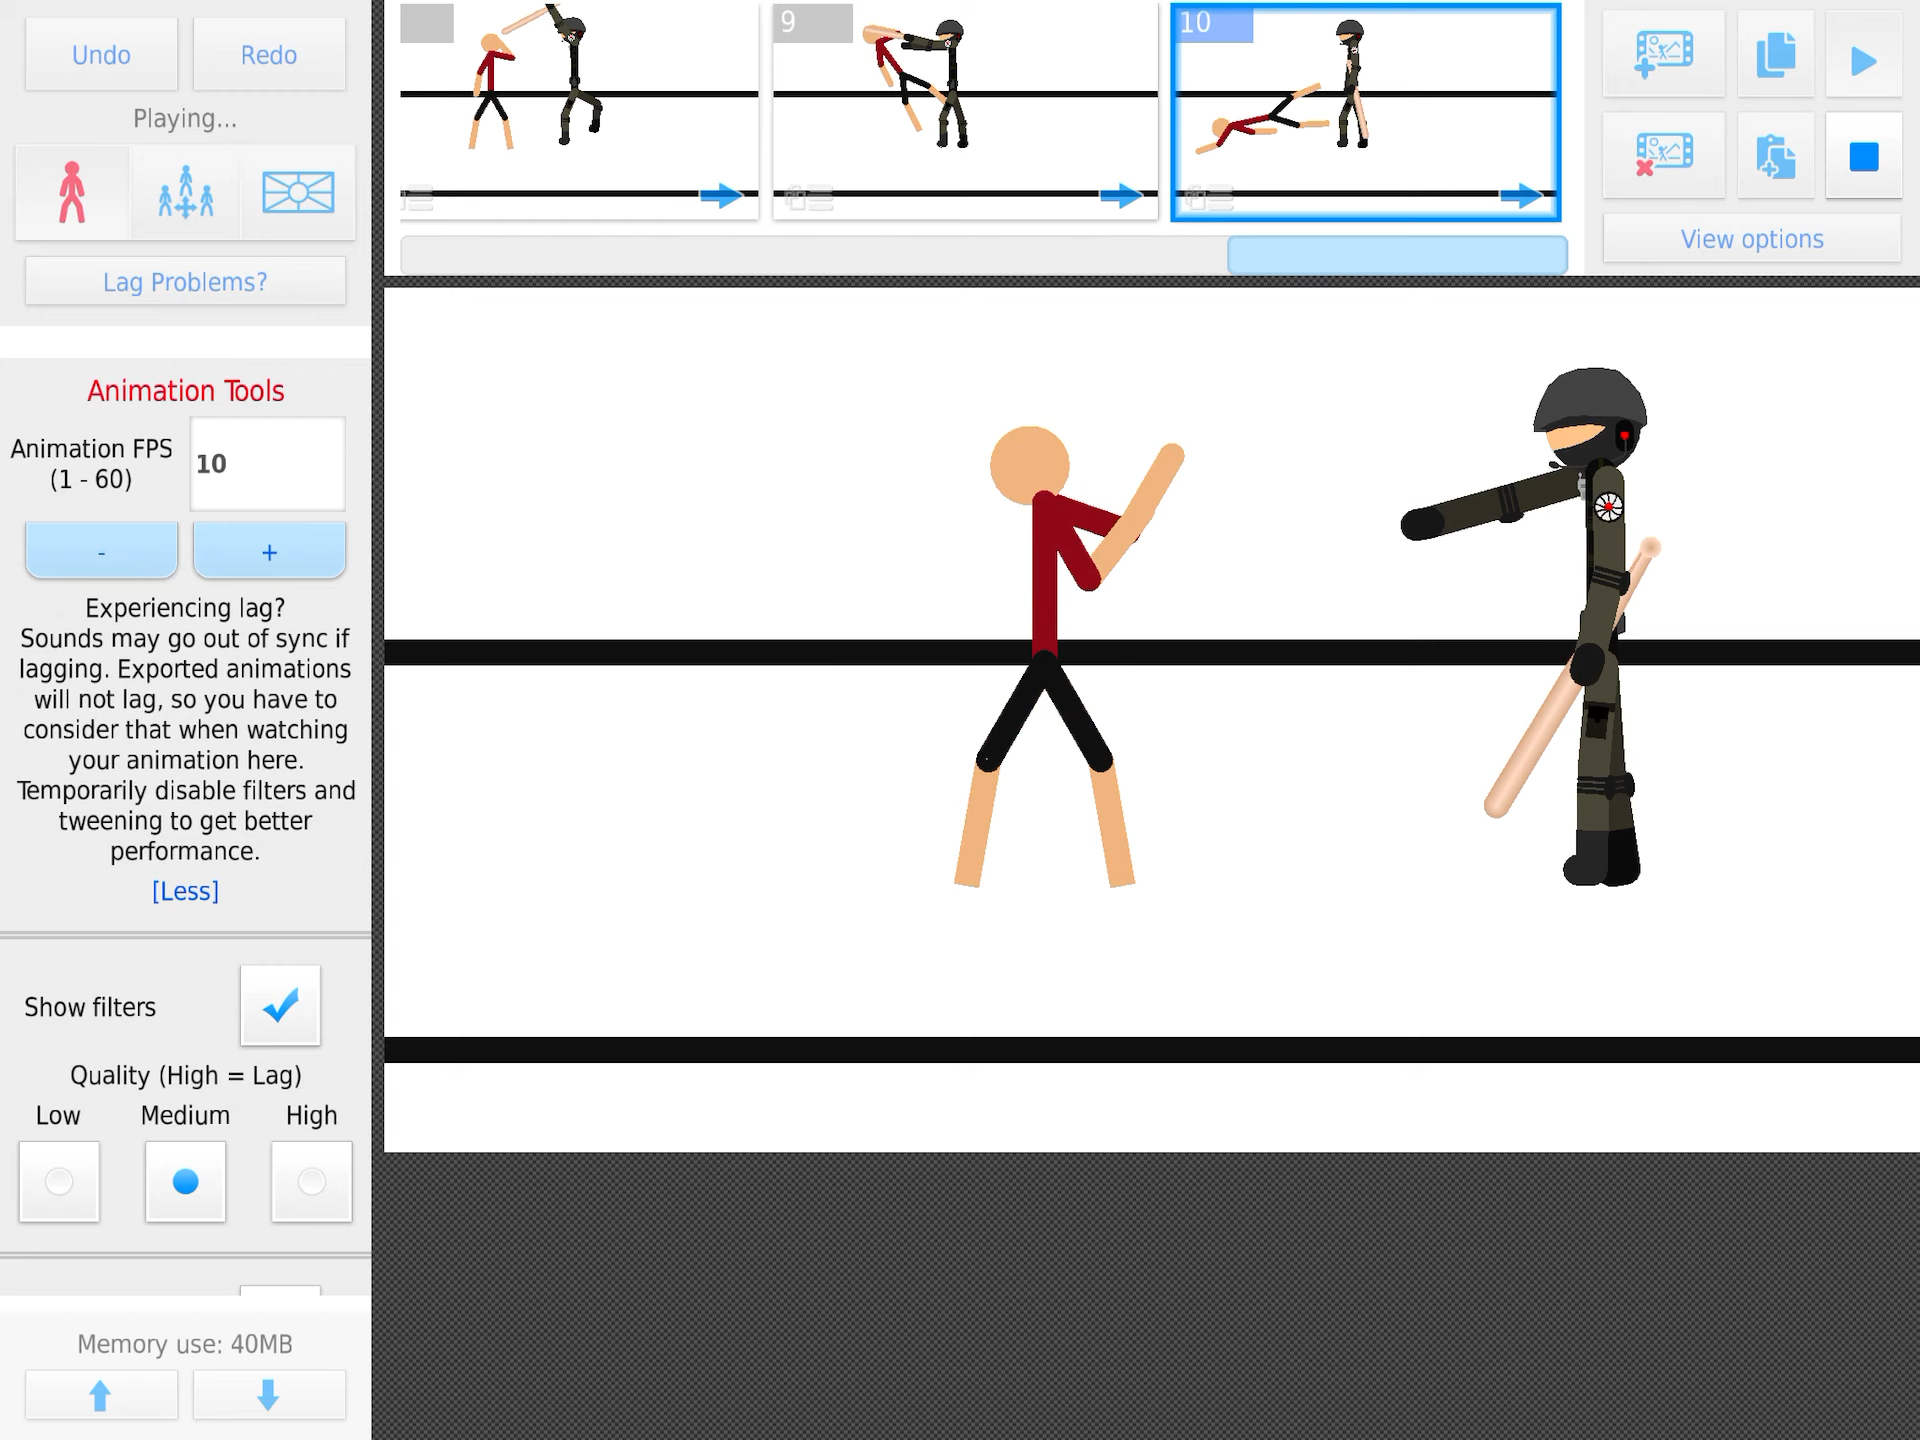 Undo
Redo
Playing...
Lag Problems?
9
10
View options
Animation Tools
Animation FPS
(1 - 60)
10
-
+
Experiencing lag?
Sounds may go out of sync if
lagging. Exported animations
will not lag, so you have to
consider that when watching
your animation here.
Temporarily disable filters and
tweening to get better
performance.
[Less]
Show filters
Quality (High = Lag)
Low
Medium
High
Memory use: 40MB